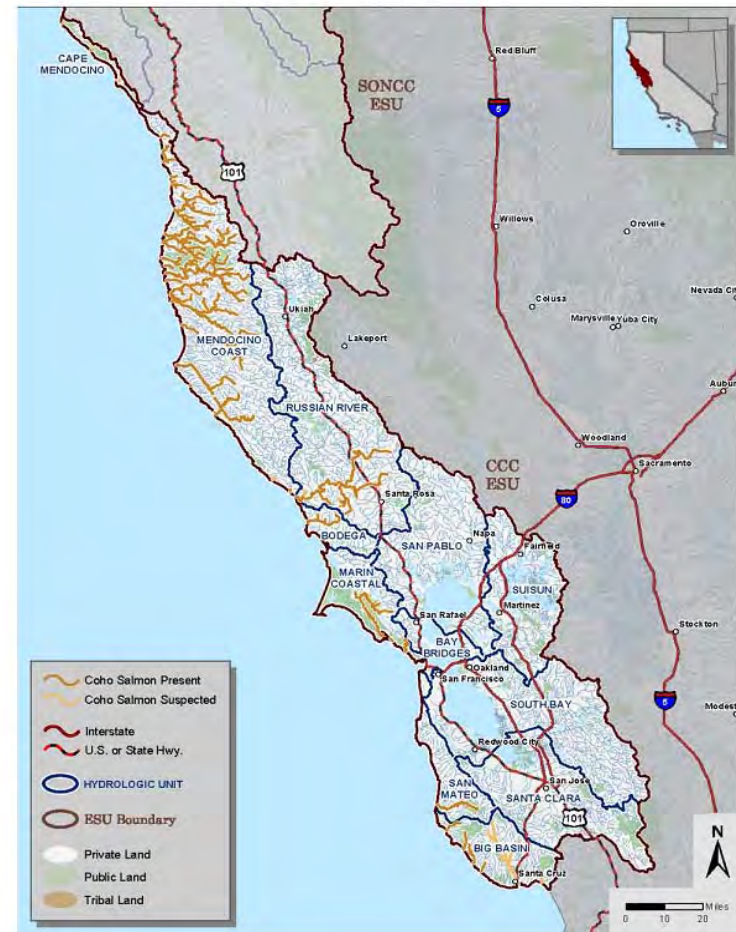 CAPE
MENDOCINO
Red Bluff
SONCC
ESU
5
101
Willows
Oroville
Nevada Cit
Colusa
Marysville Yuba City
Ukiah
Lakeport
MENDOCINO
COAST
Aubur
RUSSIAN RIVER
Woodland
CCC
ESU
Sacramento
Santa Rosa
80
BODEGA
SAN PABLO
Napa
Fairfield
MARIN
COASTAL
SUISUN
San Rafael
Martinez
Stockton
BAY
BRIDGES
Oakland
San Francisco
SOUTH BAY
5
Modest
Redwood City
SAN
MATEO
San Jose
SANTA CLARA
101
BIG BASIN
Santa Cruz
Coho Salmon Present
Coho Salmon Suspected
Interstate
U.S. or State Hwy.
HYDROLOGIC UNIT
ESU Boundary
Private Land
Public Land
Tribal Land
N
Miles
0 10 20